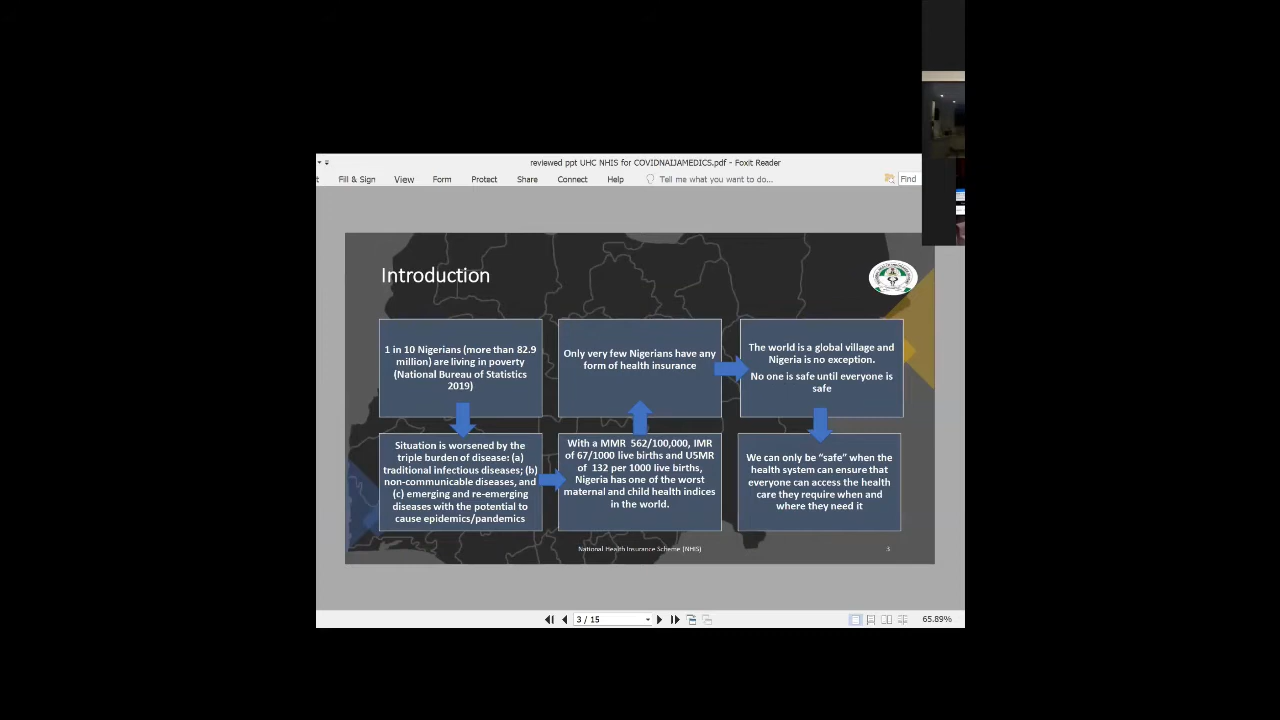 reviewed ppt UHC NHIS for COVIDNAIJAMEDICS.pdf - Foxit Reader
Fill & Sign View Form Protect Share Connect Help Tell me what you want to do... Find
Introduction
1 in 10 Nigerians (more than 82.9
million) are living in poverty
(National Bureau of Statistics
2019)
Situation is worsened by the
triple burden of disease: (a)
traditional infectious diseases; (b)
non-communicable diseases, and
(c) emerging and re-emerging
diseases with the potential to
cause epidemics/pandemics
With a MMR 562/100,000, IMR
of 67/1000 live births and U5MR
of 132 per 1000 live births,
Nigeria has one of the worst
maternal and child health indices
in the world.
Only very few Nigerians have any
form of health insurance
The world is a global village and
Nigeria is no exception.
No one is safe until everyone is
safe
We can only be “safe” when the
health system can ensure that
everyone can access the health
care they require when and
where they need it
National Health Insurance Scheme (NHIS)
3
3 / 15
65.89%